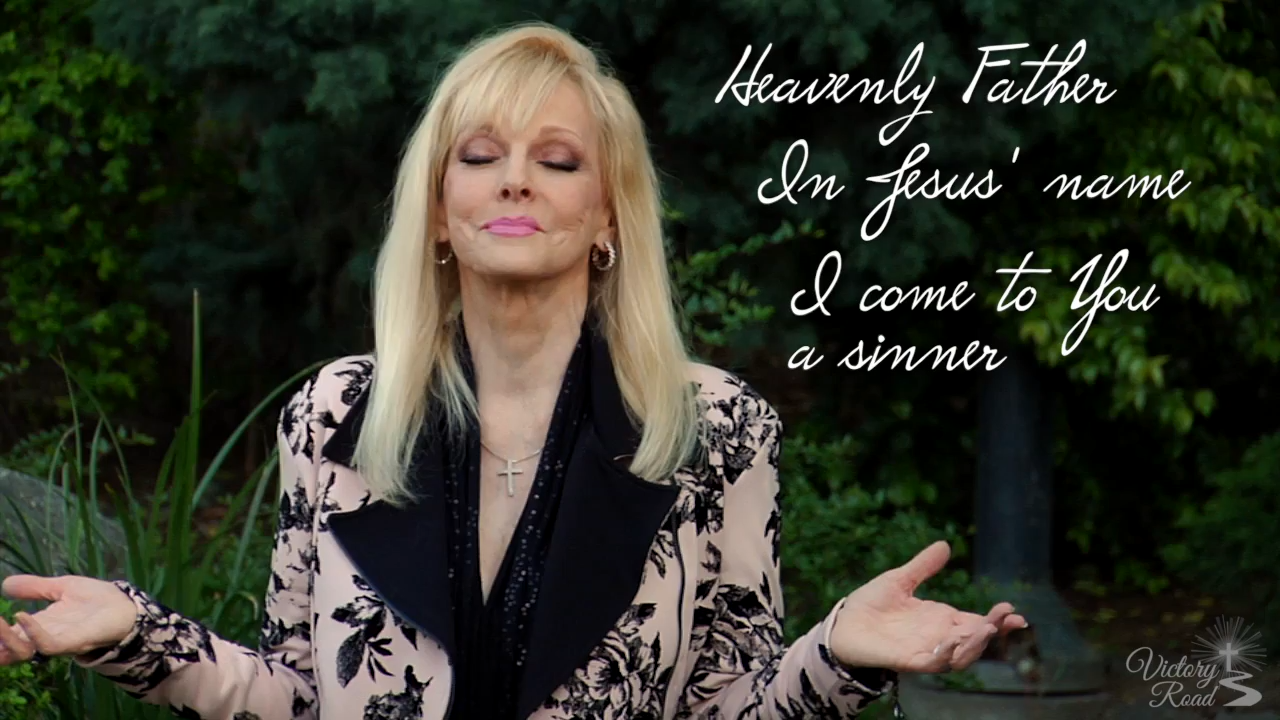 Heavenly Father
In Jesus' name
I come to You
a sinner
Victory
Road